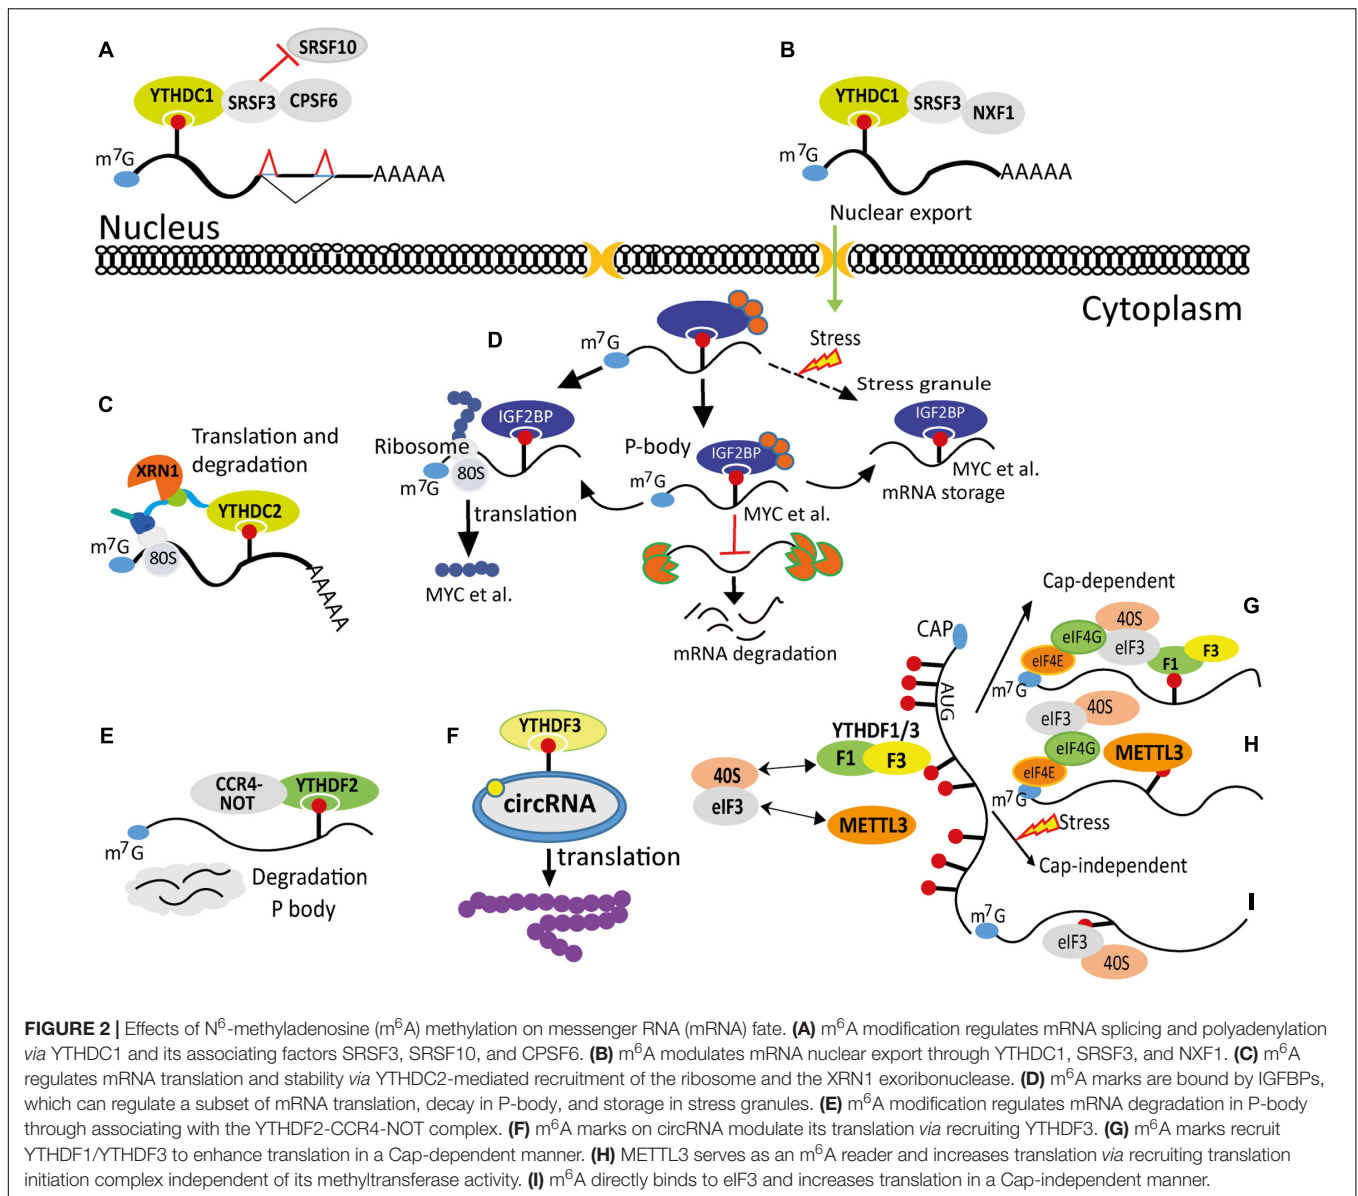 A
SRSF10
YTHDC1
SRSF3
CPSF6
m⁷G
AAAAA
B
YTHDC1
SRSF3
NXF1
m⁷G
AAAAA
Nucleus
Nuclear export
Cytoplasm
D
m⁷G
Stress
Stress granule
IGF2BP
MYC et al.
mRNA storage
C
Translation and
degradation
XRN1
YTHDC2
m⁷G
80S
AAAAA
Ribosome
IGF2BP
m⁷G
80S
translation
MYC et al.
P-body
IGF2BP
m⁷G
MYC et al.
mRNA degradation
E
CCR4-
NOT
YTHDF2
m⁷G
Degradation
P body
F
YTHDF3
circRNA
translation
CAP
AUG
YTHDF1/3
F1
F3
40S
eIF3
METTL3
Cap-dependent
G
40S
eIF4G
eIF3
eIF4E
F1
F3
m⁷G
H
40S
eIF3
eIF4G
METTL3
eIF4E
m⁷G
Stress
Cap-independent
I
m⁷G
eIF3
40S
FIGURE 2 | Effects of N⁶-methyladenosine (m⁶A) methylation on messenger RNA (mRNA) fate. (A) m⁶A modification regulates mRNA splicing and polyadenylation
via YTHDC1 and its associating factors SRSF3, SRSF10, and CPSF6. (B) m⁶A modulates mRNA nuclear export through YTHDC1, SRSF3, and NXF1. (C) m⁶A
regulates mRNA translation and stability via YTHDC2-mediated recruitment of the ribosome and the XRN1 exoribonuclease. (D) m⁶A marks are bound by IGFBPs,
which can regulate a subset of mRNA translation, decay in P-body, and storage in stress granules. (E) m⁶A modification regulates mRNA degradation in P-body
through associating with the YTHDF2-CCR4-NOT complex. (F) m⁶A marks on circRNA modulate its translation via recruiting YTHDF3. (G) m⁶A marks recruit
YTHDF1/YTHDF3 to enhance translation in a Cap-dependent manner. (H) METTL3 serves as an m⁶A reader and increases translation via recruiting translation
initiation complex independent of its methyltransferase activity. (I) m⁶A directly binds to eIF3 and increases translation in a Cap-independent manner.